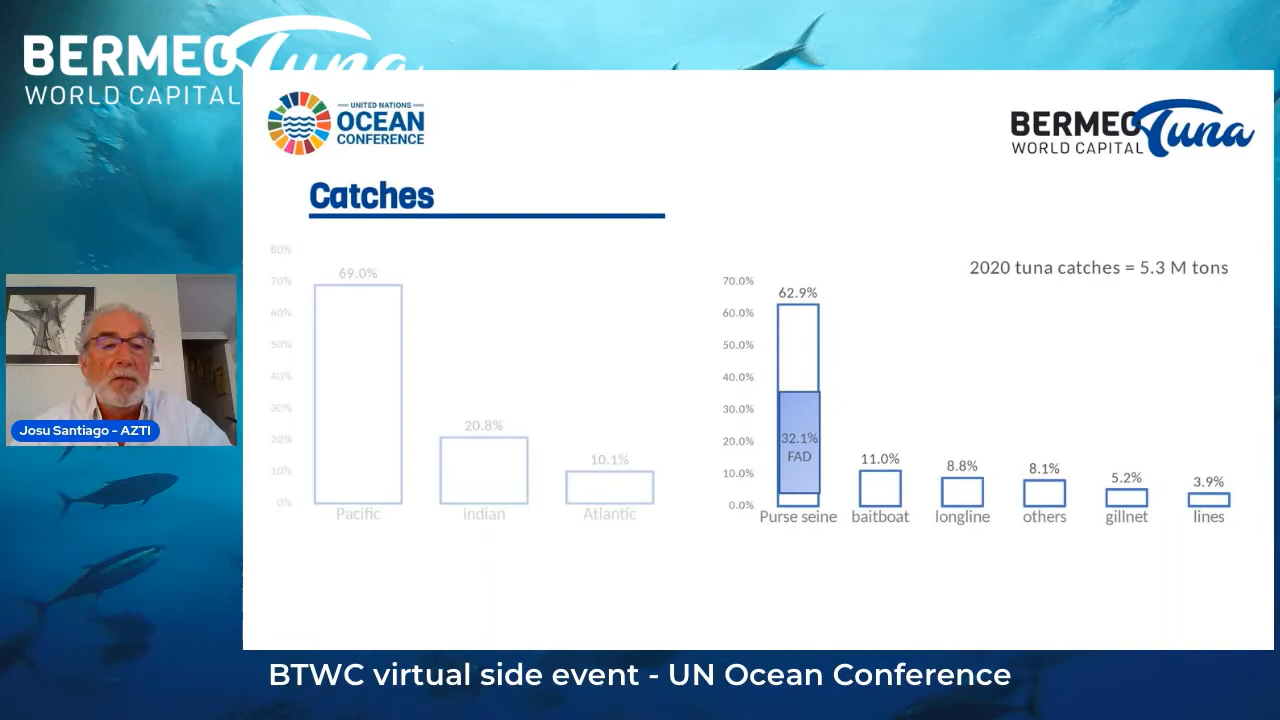 BERMEO Tuna
WORLD CAPITAL
UNITED NATIONS
OCEAN
CONFERENCE
BERMEO Tuna
WORLD CAPITAL
Catches
80%
70%
60%
50%
40%
30%
20%
10%
0%
69.0%
20.8%
10.1%
Pacific
Indian
Atlantic
2020 tuna catches = 5.3 M tons
70.0%
60.0%
50.0%
40.0%
30.0%
20.0%
10.0%
0.0%
62.9%
32.1%
FAD
11.0%
8.8%
8.1%
5.2%
3.9%
Purse seine
baitboat
longline
others
gillnet
lines
Josu Santiago - AZTI
BTWC virtual side event - UN Ocean Conference